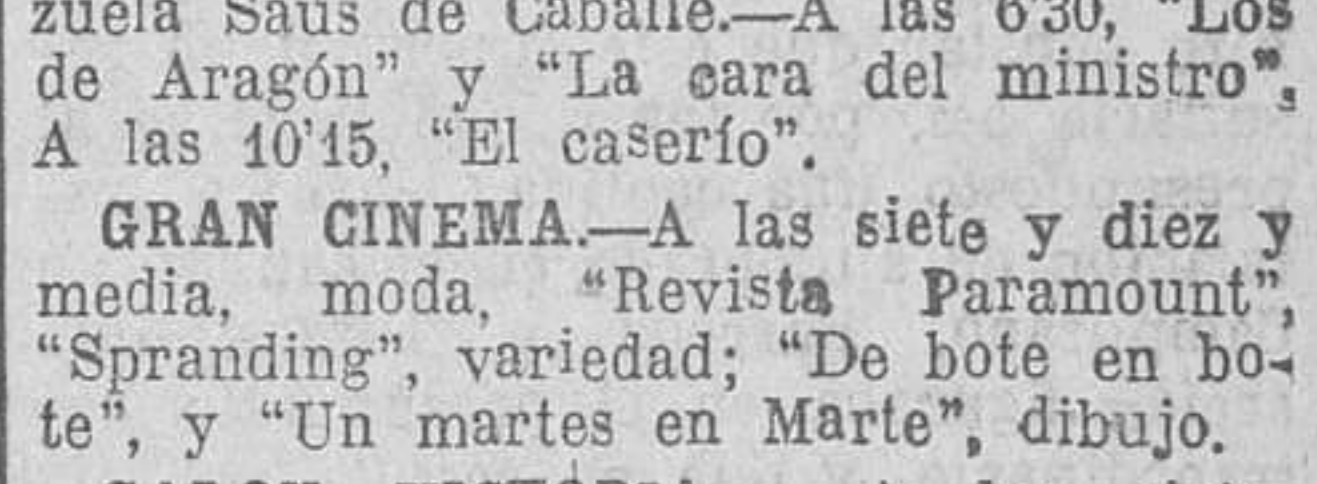 zuela Saus de Caballé.—A las 6'30, “Los
de Aragón” y “La cara del ministro”.
A las 10'15, “El caserío”.
GRAN CINEMA.—A las siete y diez y
media, moda, “Revista Paramount”,
“Spranding”, variedad; “De bote en bo-
te”, y “Un martes en Marte”, dibujo.